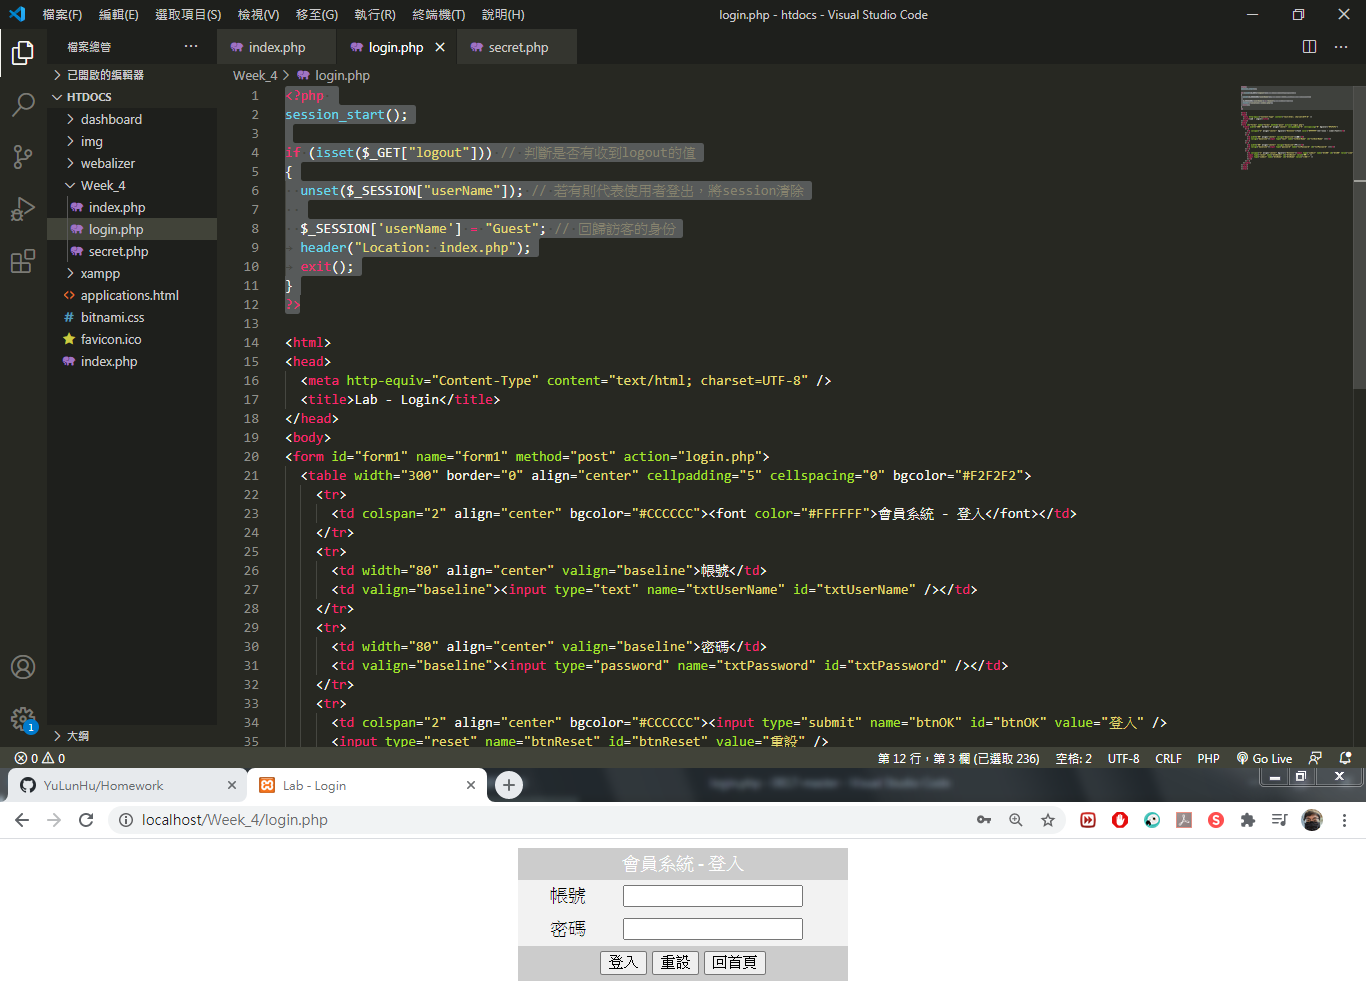 檔案(F) 編輯(E) 選取項目(S) 檢視(V) 移至(G) 執行(R) 終端機(T) 說明(H) login.php - htdocs - Visual Studio Code
檔案總管 ···
index.php login.php secret.php
已開啟的編輯器
HTDOCS
dashboard
img
webalizer
Week_4
index.php
login.php
secret.php
xampp
applications.html
# bitnami.css
favicon.ico
index.php
大綱
1
Week_4 > login.php
1 <?php
2 session_start();
3
4 if (isset($_GET["logout"])) // 判斷是否有收到logout的值
5 {
6 unset($_SESSION["userName"]); // 若有則代表使用者登出，將session清除
7
8 $_SESSION['userName'] = "Guest"; // 回歸訪客的身份
9 header("Location: index.php");
10 exit();
11 }
12 ?>
13
14 <html>
15 <head>
16 <meta http-equiv="Content-Type" content="text/html; charset=UTF-8" />
17 <title>Lab - Login</title>
18 </head>
19 <body>
20 <form id="form1" name="form1" method="post" action="login.php">
21 <table width="300" border="0" align="center" cellpadding="5" cellspacing="0" bgcolor="#F2F2F2">
22 <tr>
23 <td colspan="2" align="center" bgcolor="#CCCCCC"><font color="#FFFFFF">會員系統 - 登入</font></td>
24 </tr>
25 <tr>
26 <td width="80" align="center" valign="baseline">帳號</td>
27 <td valign="baseline"><input type="text" name="txtUserName" id="txtUserName" /></td>
28 </tr>
29 <tr>
30 <td width="80" align="center" valign="baseline">密碼</td>
31 <td valign="baseline"><input type="password" name="txtPassword" id="txtPassword" /></td>
32 </tr>
33 <tr>
34 <td colspan="2" align="center" bgcolor="#CCCCCC"><input type="submit" name="btnOK" id="btnOK" value="登入" />
35 <input type="reset" name="btnReset" id="btnReset" value="重設" />
0 0 第 12 行，第 3 欄 (已選取 236) 空格: 2 UTF-8 CRLF PHP Go Live
YuLunHu/Homework Lab - Login
localhost/Week_4/login.php
會員系統 - 登入
帳號
密碼
登入 重設 回首頁